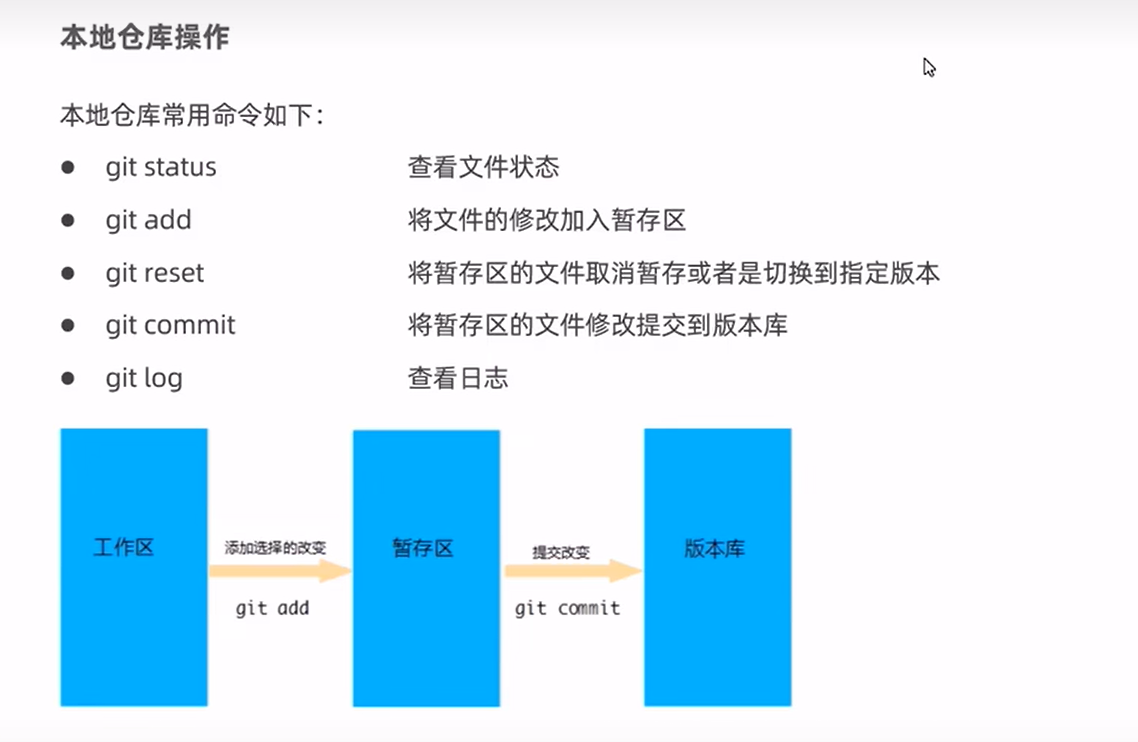 本地仓库操作
本地仓库常用命令如下：
● git status 查看文件状态
● git add 将文件的修改加入暂存区
● git reset 将暂存区的文件取消暂存或者是切换到指定版本
● git commit 将暂存区的文件修改提交到版本库
● git log 查看日志
工作区 添加选择的改变 暂存区 提交改变 版本库
git add git commit